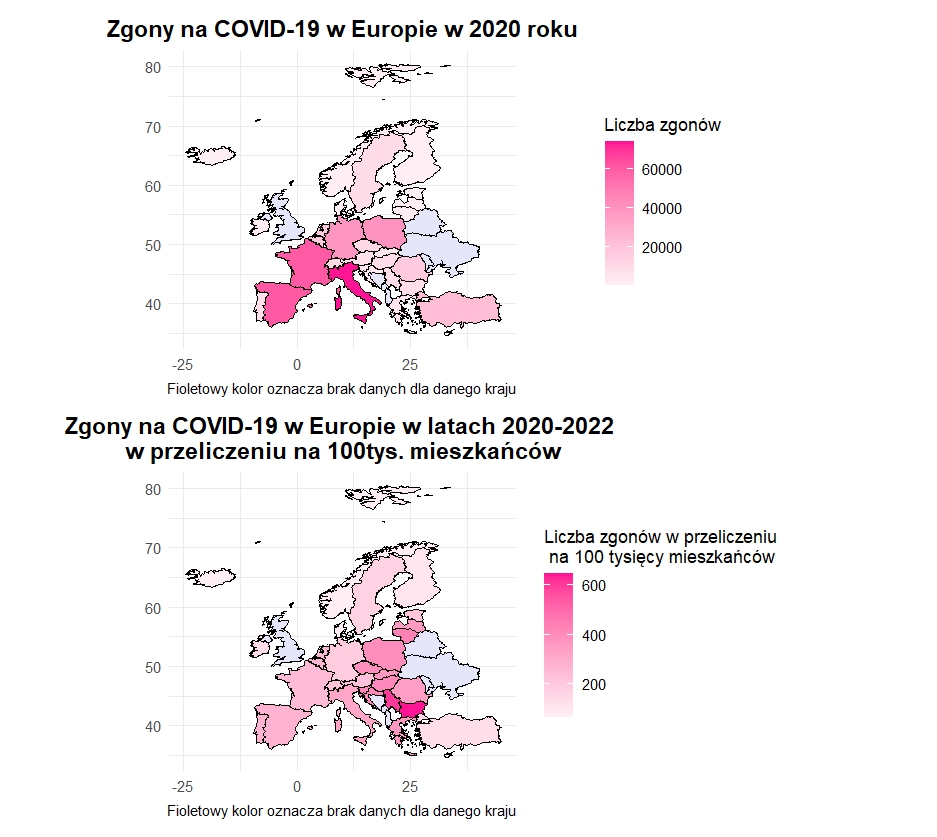 Zgony na COVID-19 w Europie w 2020 roku
80
70
60
50
40
-25 0 25
Fioletowy kolor oznacza brak danych dla danego kraju
Liczba zgonów
60000
40000
20000
Zgony na COVID-19 w Europie w latach 2020-2022
w przeliczeniu na 100tys. mieszkańców
80
70
60
50
40
-25 0 25
Fioletowy kolor oznacza brak danych dla danego kraju
Liczba zgonów w przeliczeniu
na 100 tysięcy mieszkańców
600
400
200